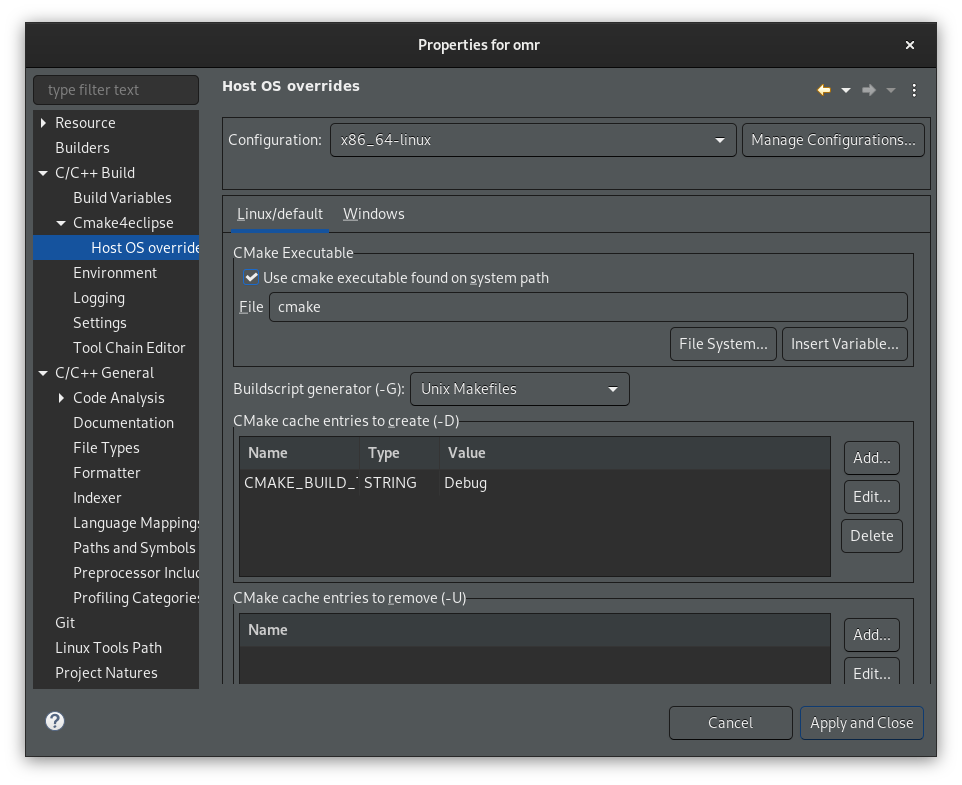 Properties for omr
type filter text
Resource
Builders
C/C++ Build
Build Variables
Cmake4eclipse
Host OS override
Environment
Logging
Settings
Tool Chain Editor
C/C++ General
Code Analysis
Documentation
File Types
Formatter
Indexer
Language Mappings
Paths and Symbols
Preprocessor Includ
Profiling Categories
Git
Linux Tools Path
Project Natures
Host OS overrides
Configuration: x86_64-linux Manage Configurations...
Linux/default Windows
CMake Executable
Use cmake executable found on system path
File cmake
File System... Insert Variable...
Buildscript generator (-G): Unix Makefiles
CMake cache entries to create (-D)
Name Type Value
CMAKE_BUILD_T STRING Debug
Add...
Edit...
Delete
CMake cache entries to remove (-U)
Name
Add...
Edit...
Cancel Apply and Close